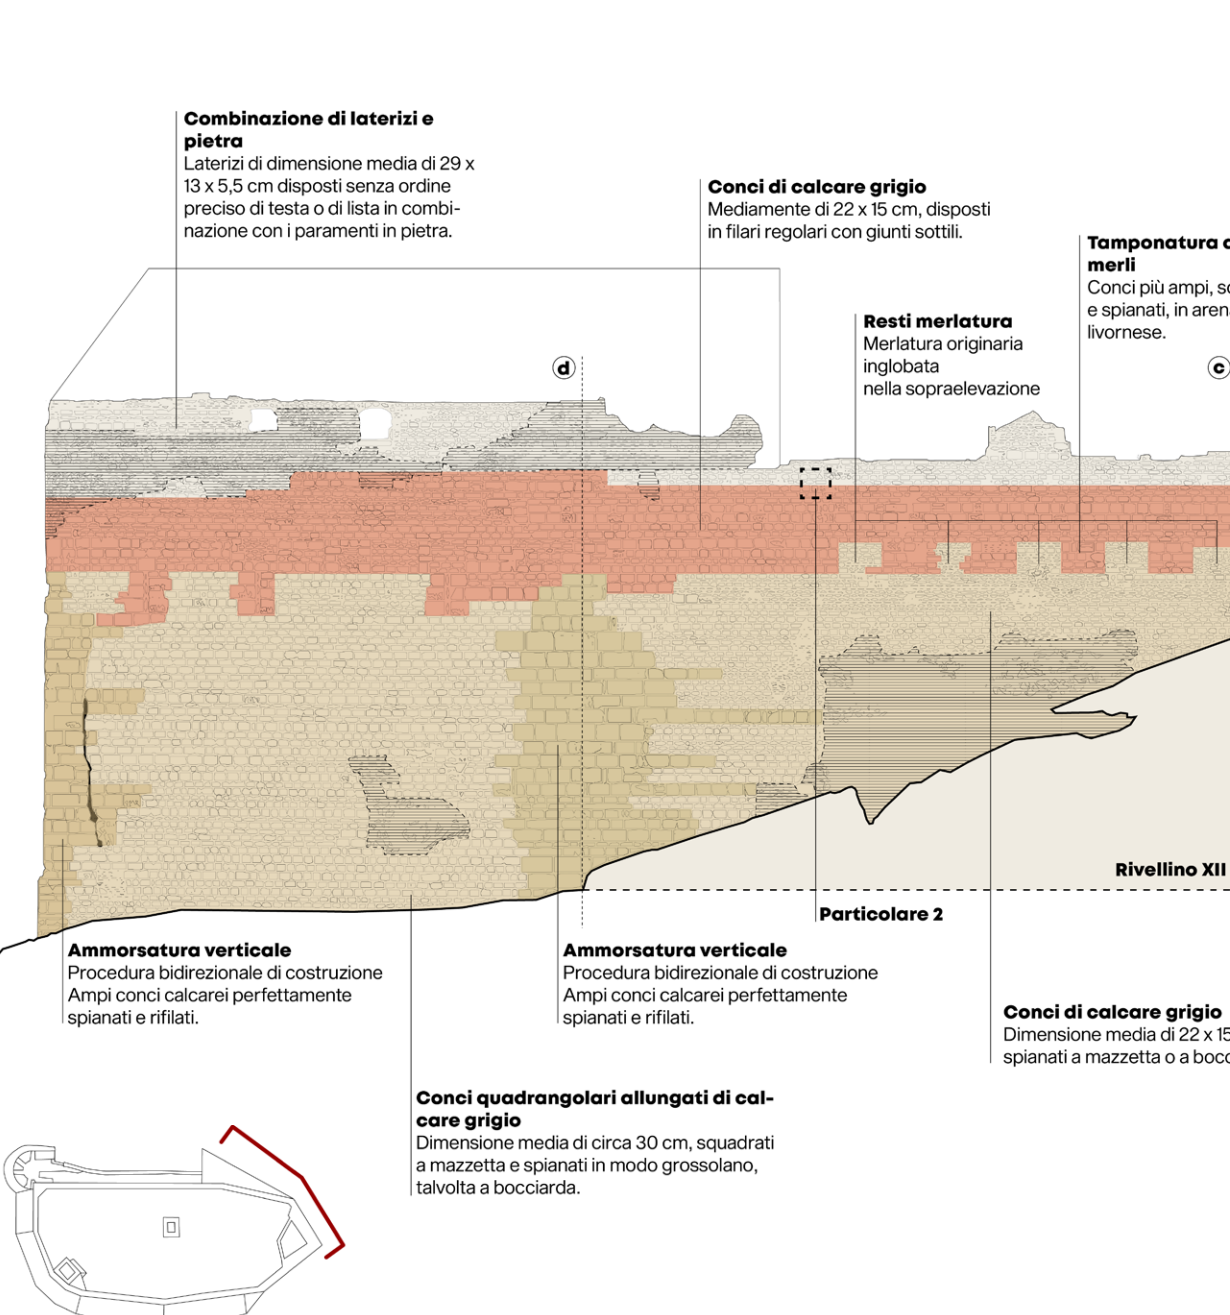 Combinazione di laterizi e
pietra
Laterizi di dimensione media di 29 x
13 x 5,5 cm disposti senza ordine
preciso di testa o di lista in combi-
nazione con i paramenti in pietra.
Conci di calcare grigio
Mediamente di 22 x 15 cm, disposti
in filari regolari con giunti sottili.
Tamponatura
merli
Conci più ampi,
e spianati, in
livornese.
Resti merlatura
Merlatura originaria
inglobata
nella sopraelevazione
d
c
Rivellino XII
Particolare 2
Ammorsatura verticale
Procedura bidirezionale di costruzione
Ampi conci calcarei perfettamente
spianati e rifilati.
Ammorsatura verticale
Procedura bidirezionale di costruzione
Ampi conci calcarei perfettamente
spianati e rifilati.
Conci di calcare grigio
Dimensione media di 22 x 15
spianati a mazzetta o a
Conci quadrangolari allungati di cal-
care grigio
Dimensione media di circa 30 cm, squadrati
a mazzetta e spianati in modo grossolano,
talvolta a bocciarda.